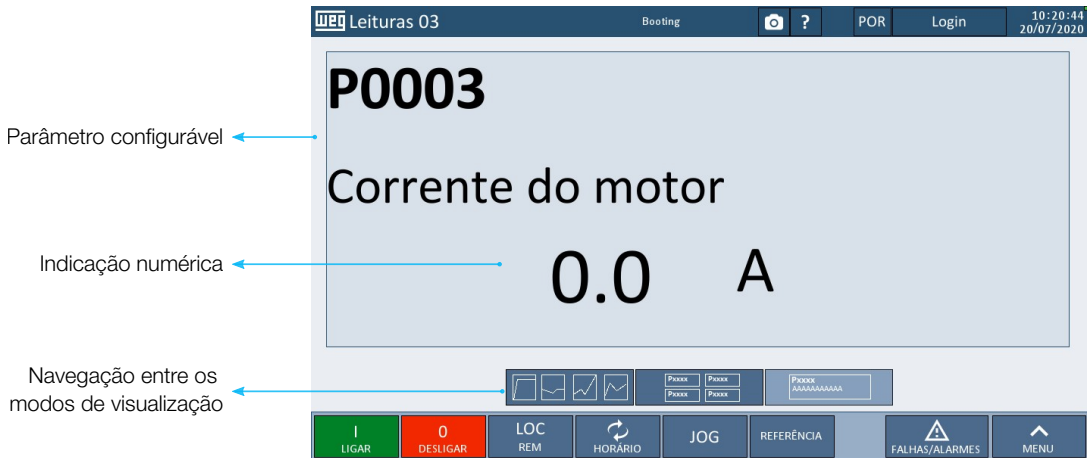 WEG Leituras 03
Booting
?
POR
Login
10:20:44
20/07/2020
P0003
Parâmetro configurável
Corrente do motor
Indicação numérica
0.0 A
Navegação entre os
modos de visualização
Pxxxx Pxxxx
Pxxxx Pxxxx
Pxxxx
AAAAAAAAAAA
I
LIGAR
0
DESLIGAR
LOC
REM
HORÁRIO
JOG
REFERÊNCIA
FALHAS/ALARMES
MENU